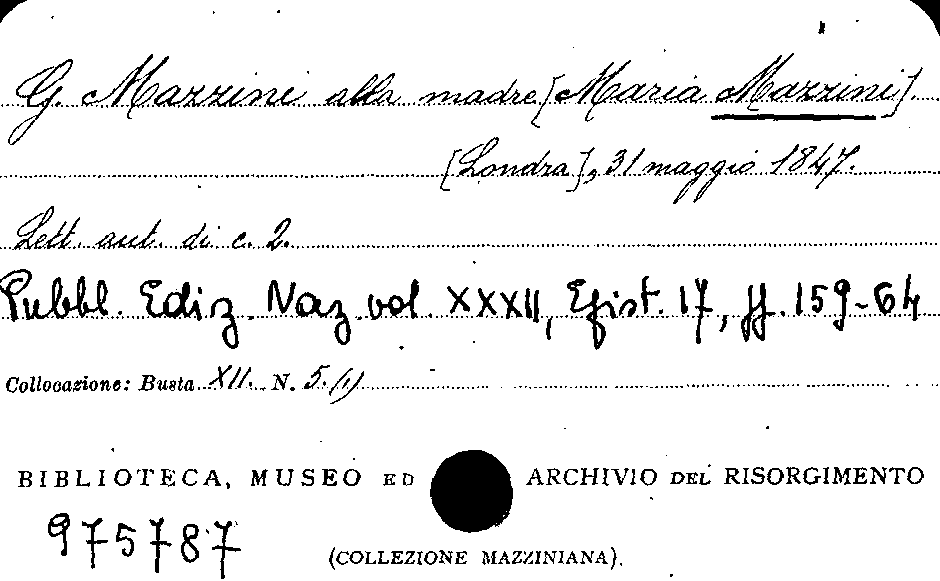 G. Mazzini alla madre [Maria Mazzini]
[Londra], 31 maggio 1847.
Lett. aut. di c. 2.
Pubbl. Ediz. Naz. vol. XXXII, Epist. 17, pp. 159-64
Collocazione: Busta XII. N. 5. (1)
BIBLIOTECA, MUSEO ED ARCHIVIO DEL RISORGIMENTO
975787
(COLLEZIONE MAZZINIANA).